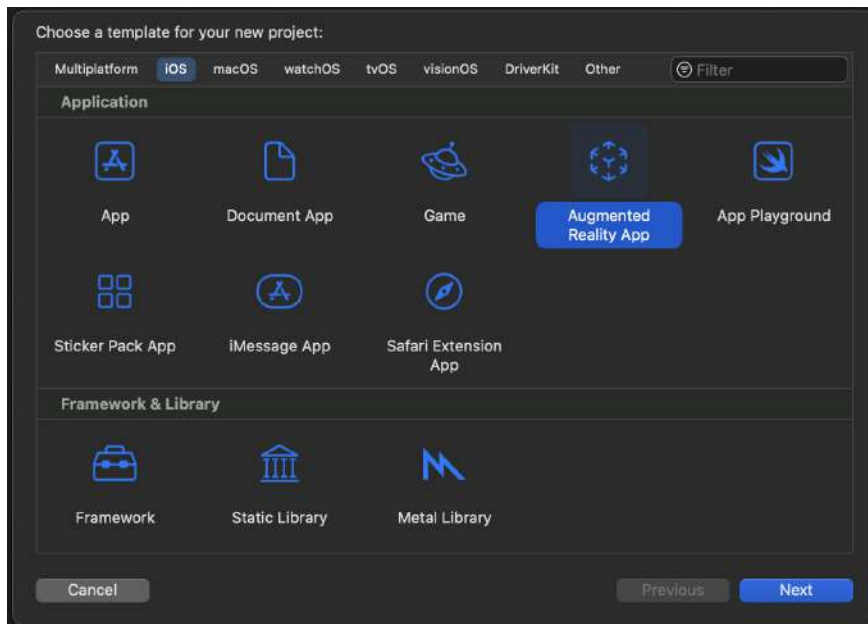 Choose a template for your new project:
Multiplatform iOS macOS watchOS tvOS visionOS DriverKit Other Filter
Application
App Document App Game Augmented Reality App App Playground
Sticker Pack App iMessage App Safari Extension App
Framework & Library
Framework Static Library Metal Library
Cancel Previous Next